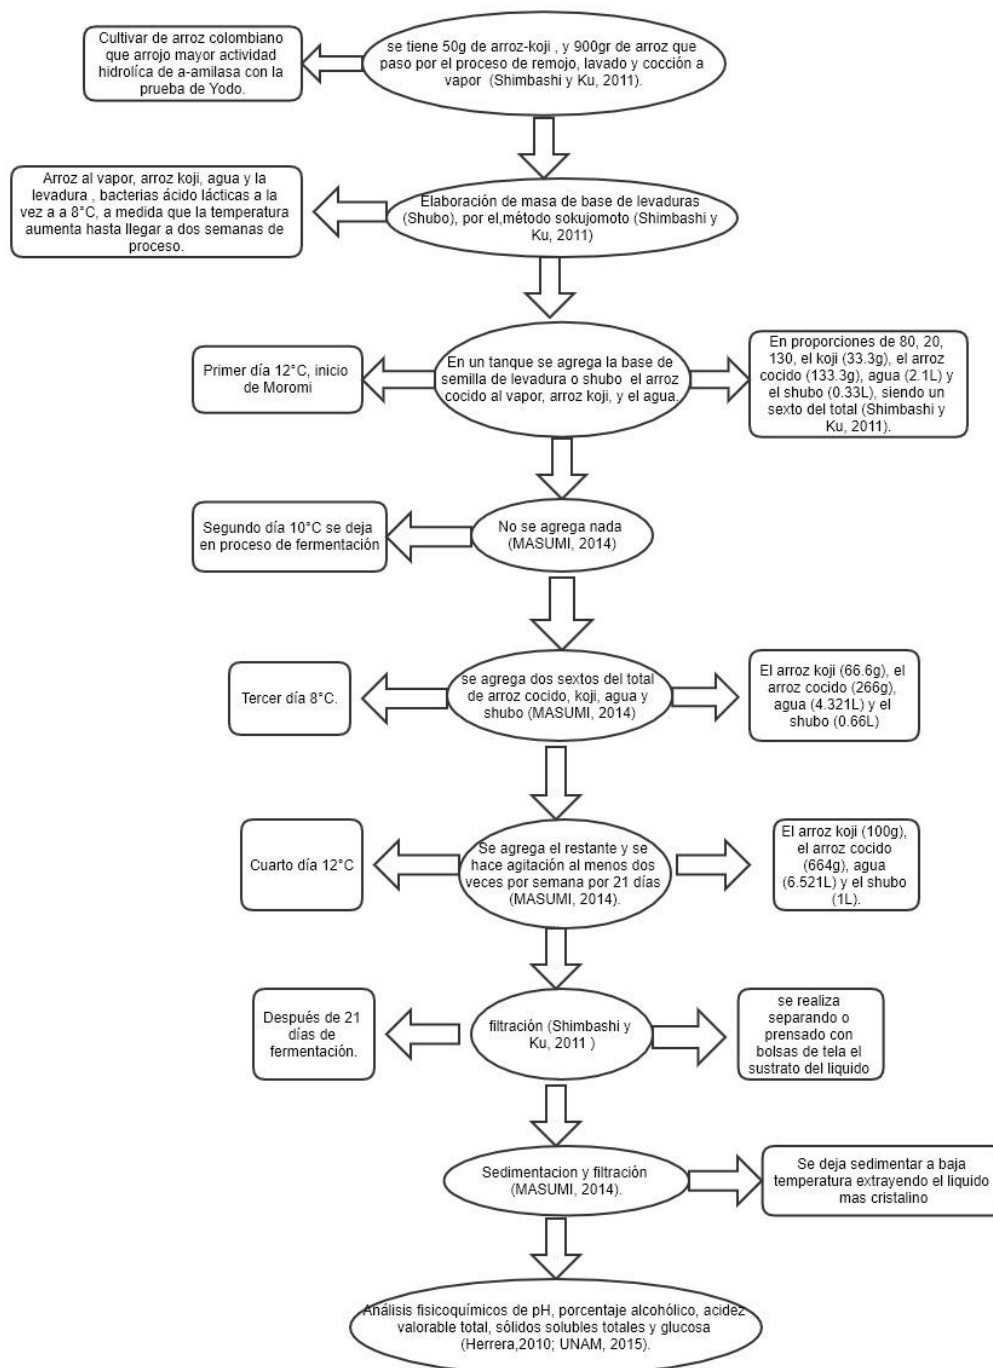 Cultivar de arroz colombiano
que arrojo mayor actividad
hidrolíca de a-amilasa con la
prueba de Yodo.
se tiene 50g de arroz-koji , y 900gr de arroz que
paso por el proceso de remojo, lavado y cocción a
vapor (Shimbashi y Ku, 2011).
Arroz al vapor, arroz koji, agua y la
levadura , bacterias ácido lácticas a la
vez a a 8°C, a medida que la temperatura
aumenta hasta llegar a dos semanas de
proceso.
Elaboración de masa de base de levaduras
(Shubo), por el,método sokujomoto (Shimbashi y
Ku, 2011)
Primer día 12°C, inicio
de Moromi
En un tanque se agrega la base de
semilla de levadura o shubo el arroz
cocido al vapor, arroz koji, y el agua.
En proporciones de 80, 20,
130, el koji (33.3g), el arroz
cocido (133.3g), agua (2.1L) y
el shubo (0.33L), siendo un
sexto del total (Shimbashi y
Ku, 2011).
Segundo día 10°C se deja
en proceso de fermentación
No se agrega nada
(MASUMI, 2014)
Tercer día 8°C.
se agrega dos sextos del total
de arroz cocido, koji, agua y
shubo (MASUMI, 2014)
El arroz koji (66.6g), el
arroz cocido (266g),
agua (4.321L) y el
shubo (0.66L)
Cuarto día 12°C
Se agrega el restante y se
hace agitación al menos dos
veces por semana por 21 días
(MASUMI, 2014).
El arroz koji (100g),
el arroz cocido
(664g), agua
(6.521L) y el shubo
(1L).
Después de 21
días de
fermentación.
filtración (Shimbashi y
Ku, 2011 )
se realiza
separando o
prensado con
bolsas de tela el
sustrato del liquido
Sedimentacion y filtración
(MASUMI, 2014).
Se deja sedimentar a baja
temperatura extrayendo el liquido
mas cristalino
Análisis fisicoquímicos de pH, porcentaje alcohólico, acidez
valorable total, sólidos solubles totales y glucosa
(Herrera,2010; UNAM, 2015).